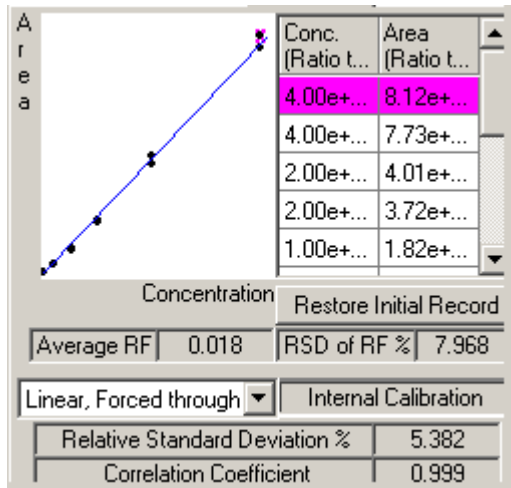 Area
Conc. (Ratio t... Area (Ratio t...
4.00e+... 8.12e+...
4.00e+... 7.73e+...
2.00e+... 4.01e+...
2.00e+... 3.72e+...
1.00e+... 1.82e+...
Concentration
Restore Initial Record
Average RF 0.018 RSD of RF % 7.968
Linear, Forced through Internal Calibration
Relative Standard Deviation % 5.382
Correlation Coefficient 0.999